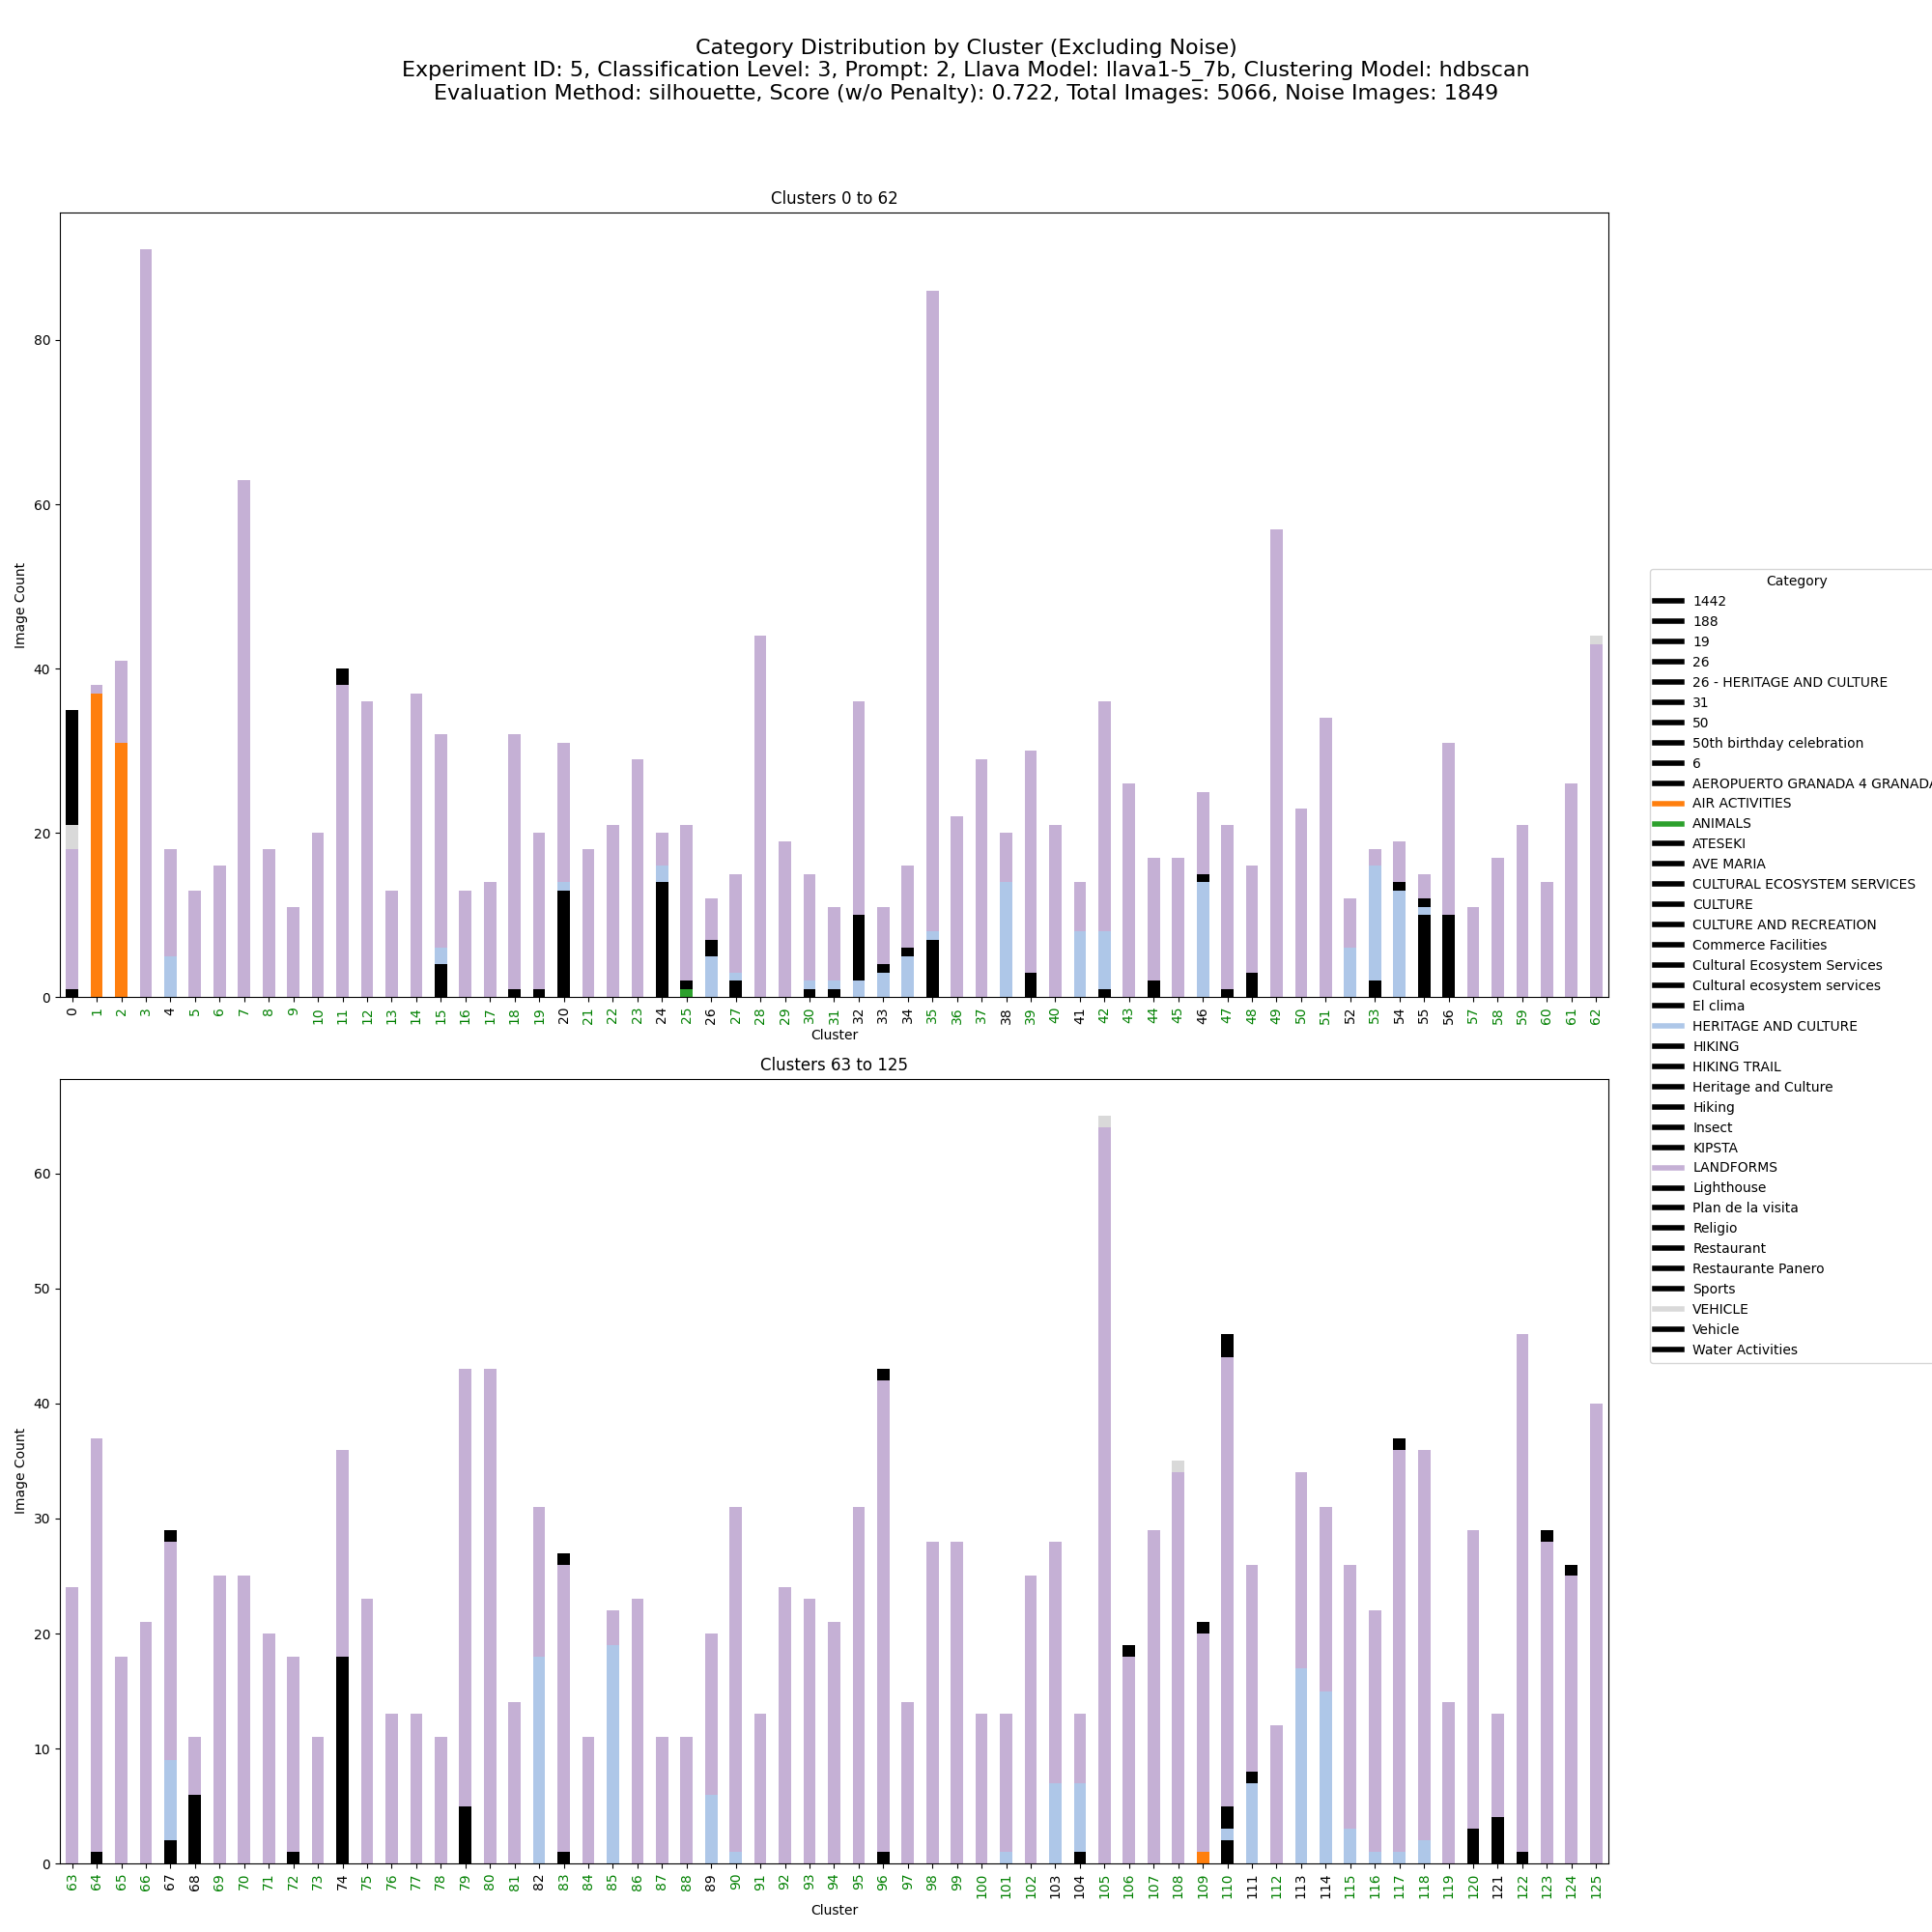 Category Distribution by Cluster (Excluding Noise)
Experiment ID: 5, Classification Level: 3, Prompt: 2, Llava Model: llava1-5_7b, Clustering Model: hdbscan
Evaluation Method: silhouette, Score (w/o Penalty): 0.722, Total Images: 5066, Noise Images: 1849
Clusters 0 to 62
Image Count
80
60
40
20
0
0 1 2 3 4 5 6 7 8 9 10 11 12 13 14 15 16 17 18 19 20 21 22 23 24 25 26 27 28 29 30 31 32 33 34 35 36 37 38 39 40 41 42 43 44 45 46 47 48 49 50 51 52 53 54 55 56 57 58 59 60 61 62
Cluster
Clusters 63 to 125
Image Count
60
50
40
30
20
10
0
63 64 65 66 67 68 69 70 71 72 73 74 75 76 77 78 79 80 81 82 83 84 85 86 87 88 89 90 91 92 93 94 95 96 97 98 99 100 101 102 103 104 105 106 107 108 109 110 111 112 113 114 115 116 117 118 119 120 121 122 123 124 125
Cluster
Category
1442
188
19
26
26 - HERITAGE AND CULTURE
31
50
50th birthday celebration
6
AEROPUERTO GRANADA 4 GRANADA
AIR ACTIVITIES
ANIMALS
ATESEKI
AVE MARIA
CULTURAL ECOSYSTEM SERVICES
CULTURE
CULTURE AND RECREATION
Commerce Facilities
Cultural Ecosystem Services
Cultural ecosystem services
El clima
HERITAGE AND CULTURE
HIKING
HIKING TRAIL
Heritage and Culture
Hiking
Insect
KIPSTA
LANDFORMS
Lighthouse
Plan de la visita
Religio
Restaurant
Restaurante Panero
Sports
VEHICLE
Vehicle
Water Activities